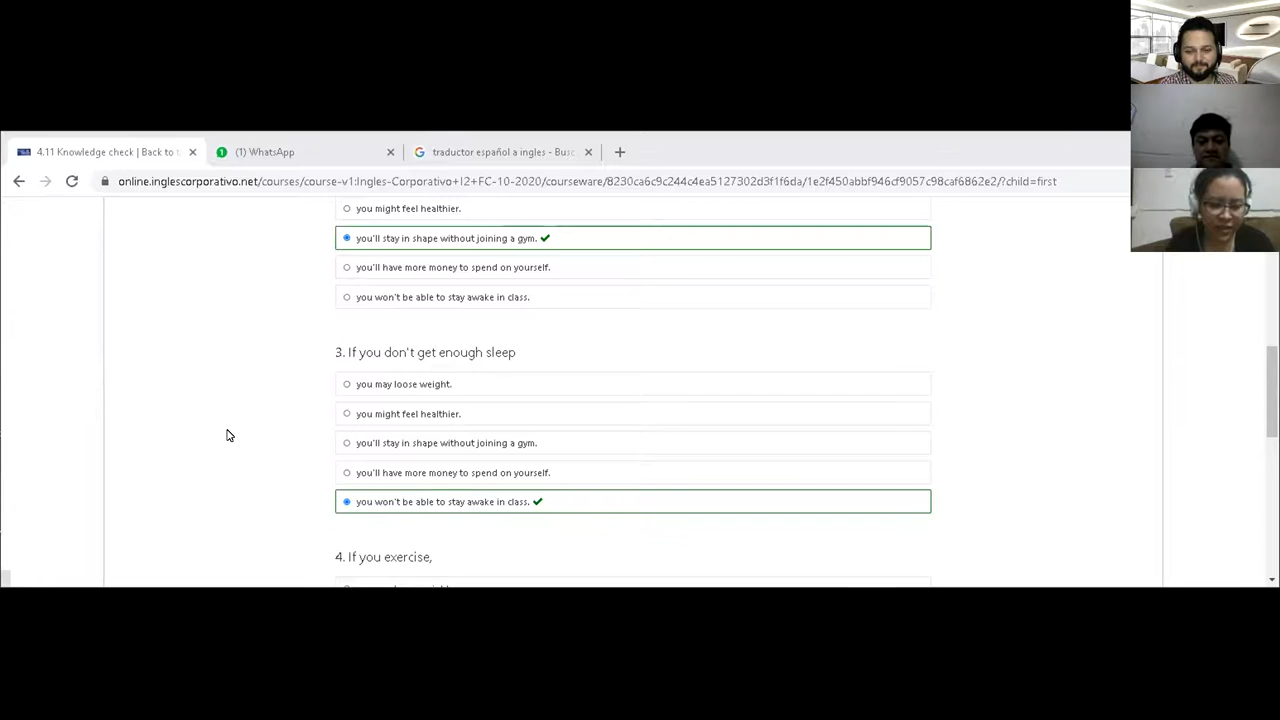 4.11 Knowledge check | Back to t
1
(1) WhatsApp
traductor español a ingles - Busc
online.inglescorporativo.net/courses/course-v1:Ingles-Corporativo+I2+FC-10-2020/courseware/8230ca6c9c244c4ea5127302d3f1f6da/1e2f450abbf946cf9057c98caf6862e2/?child=first
you might feel healthier.
you'll stay in shape without joining a gym.
you'll have more money to spend on yourself.
you won't be able to stay awake in class.
3. If you don't get enough sleep
you may loose weight.
you might feel healthier.
you'll stay in shape without joining a gym.
you'll have more money to spend on yourself.
you won't be able to stay awake in class.
4. If you exercise,